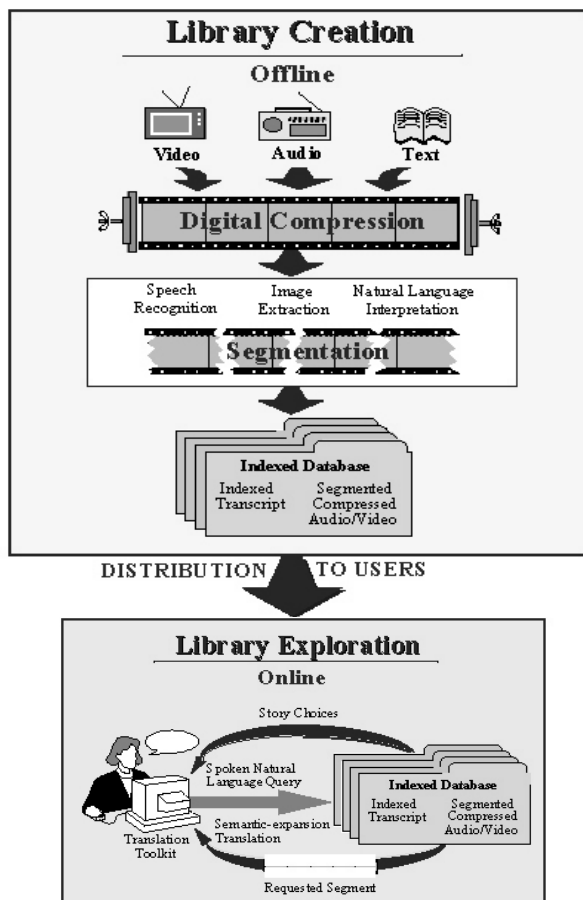 Library Creation
Offline
Video
Audio
Text
Digital Compression
Speech
Recognition
Image
Extraction
Natural Language
Interpretation
Segmentation
Indexed Database
Indexed
Transcript
Segmented
Compressed
Audio/Video
DISTRIBUTION TO USERS
Library Exploration
Online
Story Choices
Spoken Natural
Language Query
Semantic-expansion
Translation
Translation
Toolkit
Indexed Database
Indexed
Transcript
Segmented
Compressed
Audio/Video
Requested Segment